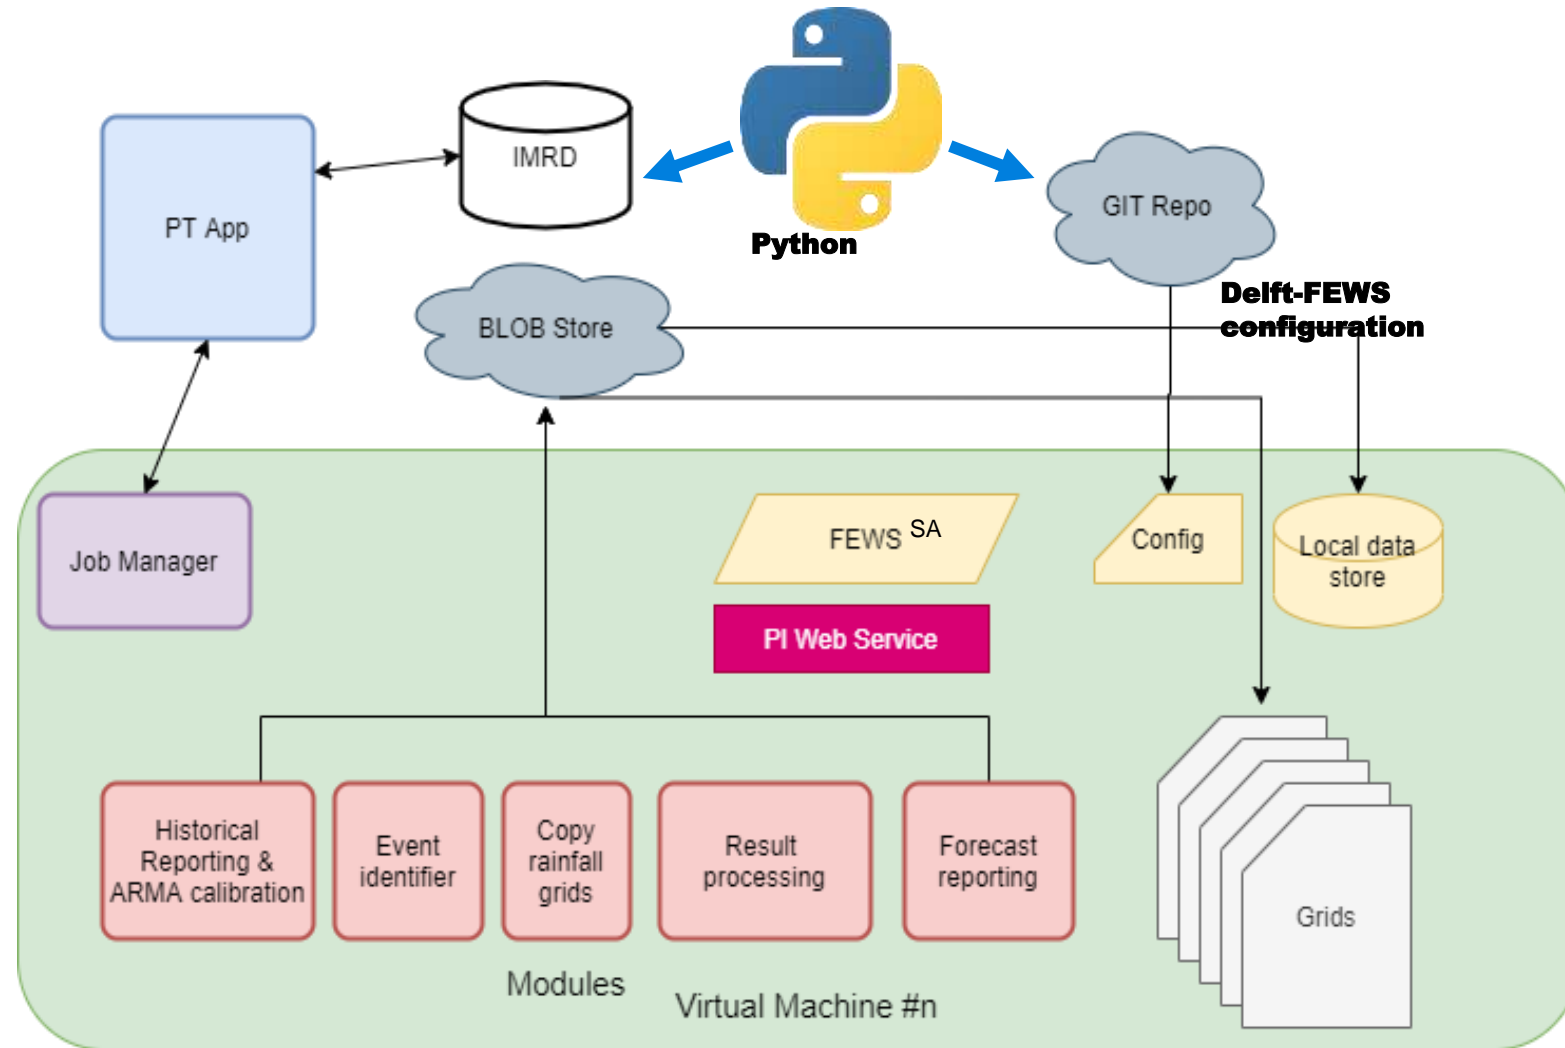 IMRD
PT App
GIT Repo
Python
Delft-FEWS
configuration
BLOB Store
Job Manager
FEWS SA
Config
Local data
store
PI Web Service
Historical
Reporting &
ARMA calibration
Event
identifier
Copy
rainfall
grids
Result
processing
Forecast
reporting
Grids
Modules
Virtual Machine #n